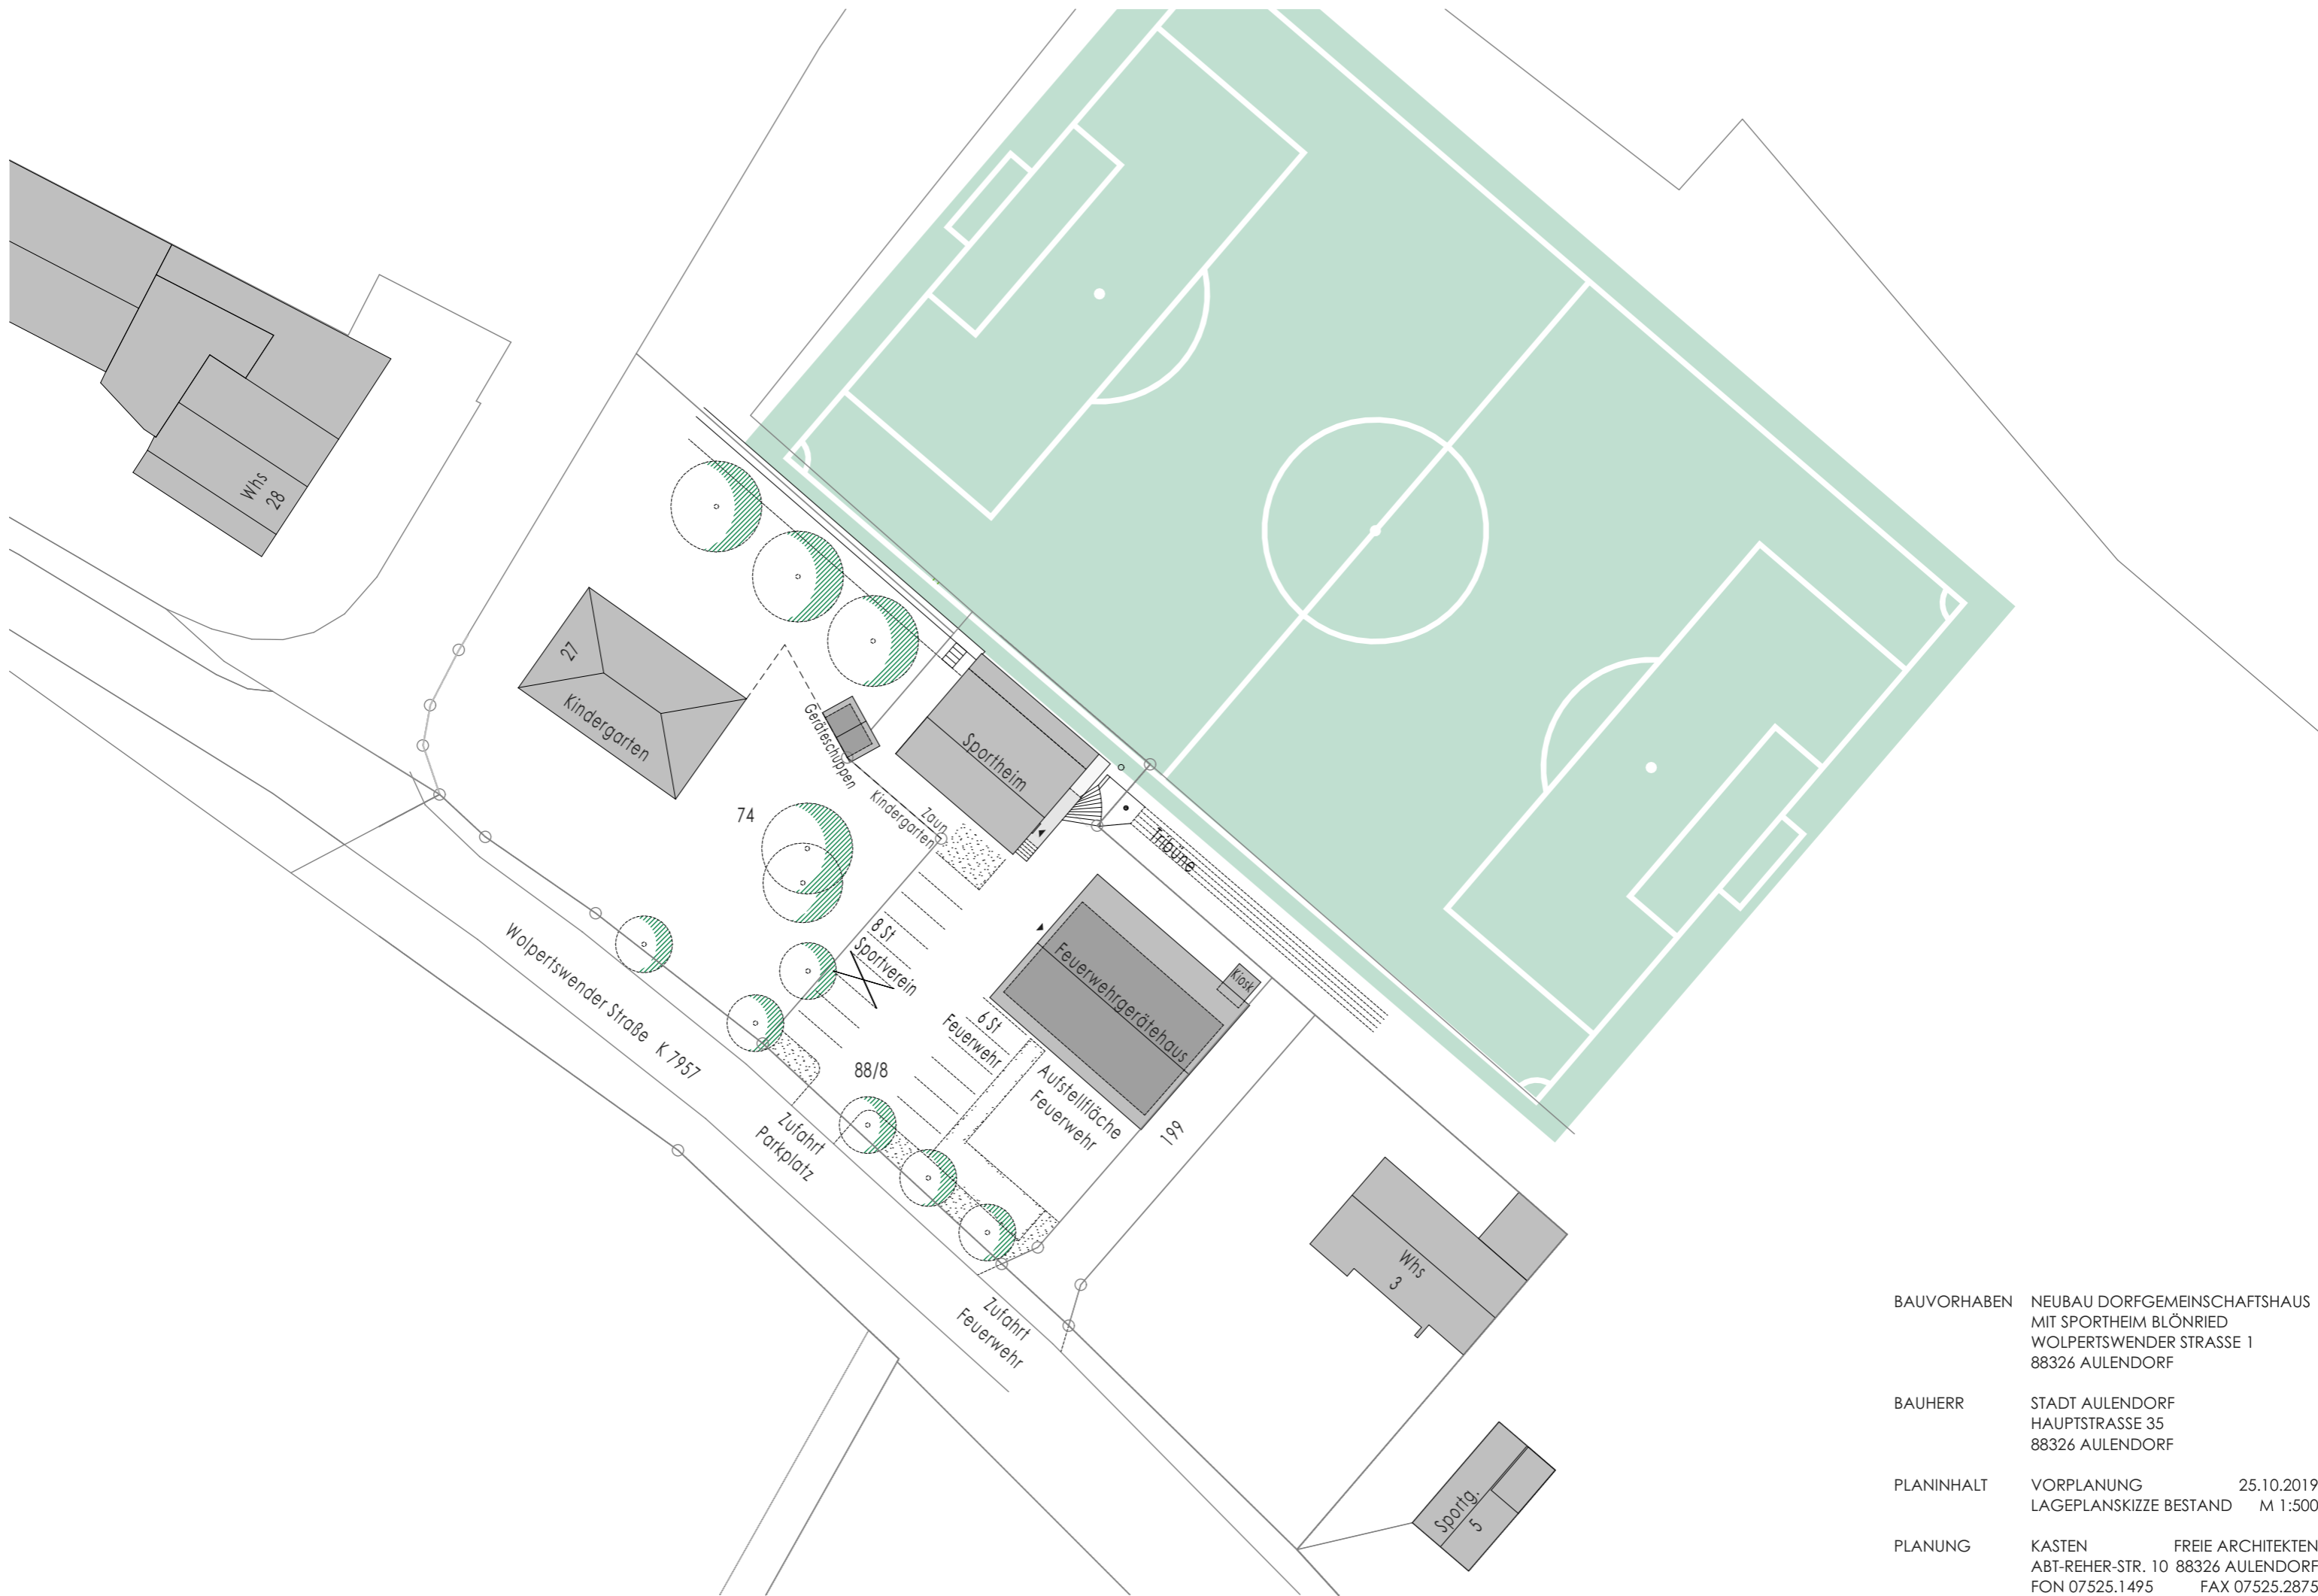 Whs
28
27
Kindergarten
Geräteschuppen
Sportheim
74
Zaun
Kindergarten
Tribüne
8 St
Sportverein
Feuerwehrgerätehaus
Kiosk
Wolpertswender Straße K 7957
6 St
Feuerwehr
88/8
Aufstellfläche
Feuerwehr
199
Zufahrt
Parkplatz
Zufahrt
Feuerwehr
Whs
3
Sportg.
5
BAUVORHABEN NEUBAU DORFGEMEINSCHAFTSHAUS
MIT SPORTHEIM BLÖNRIED
WOLPERTSWENDER STRASSE 1
88326 AULENDORF
BAUHERR STADT AULENDORF
HAUPTSTRASSE 35
88326 AULENDORF
PLANINHALT VORPLANUNG 25.10.2019
LAGEPLANSKIZZE BESTAND M 1:500
PLANUNG KASTEN FREIE ARCHITEKTEN
ABT-REHER-STR. 10 88326 AULENDORF
FON 07525.1495 FAX 07525.2875